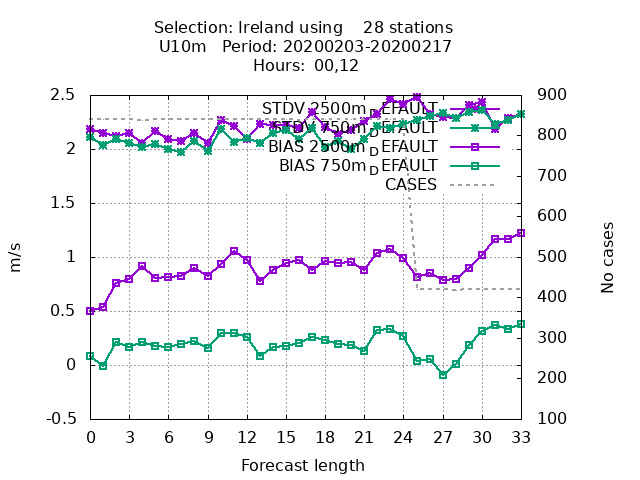 Selection: Ireland using    28 stations
U10m   Period: 20200203-20200217
Hours: 00,12
STDV 2500m_DEFAULT
STDV 750m_DEFAULT
BIAS 2500m_DEFAULT
BIAS 750m_DEFAULT
CASES
2.5
2
1.5
1
0.5
0
-0.5
m/s
900
800
700
600
500
400
300
200
100
No cases
0 3 6 9 12 15 18 21 24 27 30 33
Forecast length